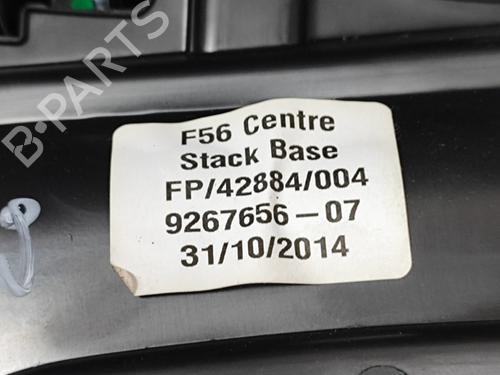 B-PARTS
F56 Centre
Stack Base
FP/42884/004
9267656-07
31/10/2014